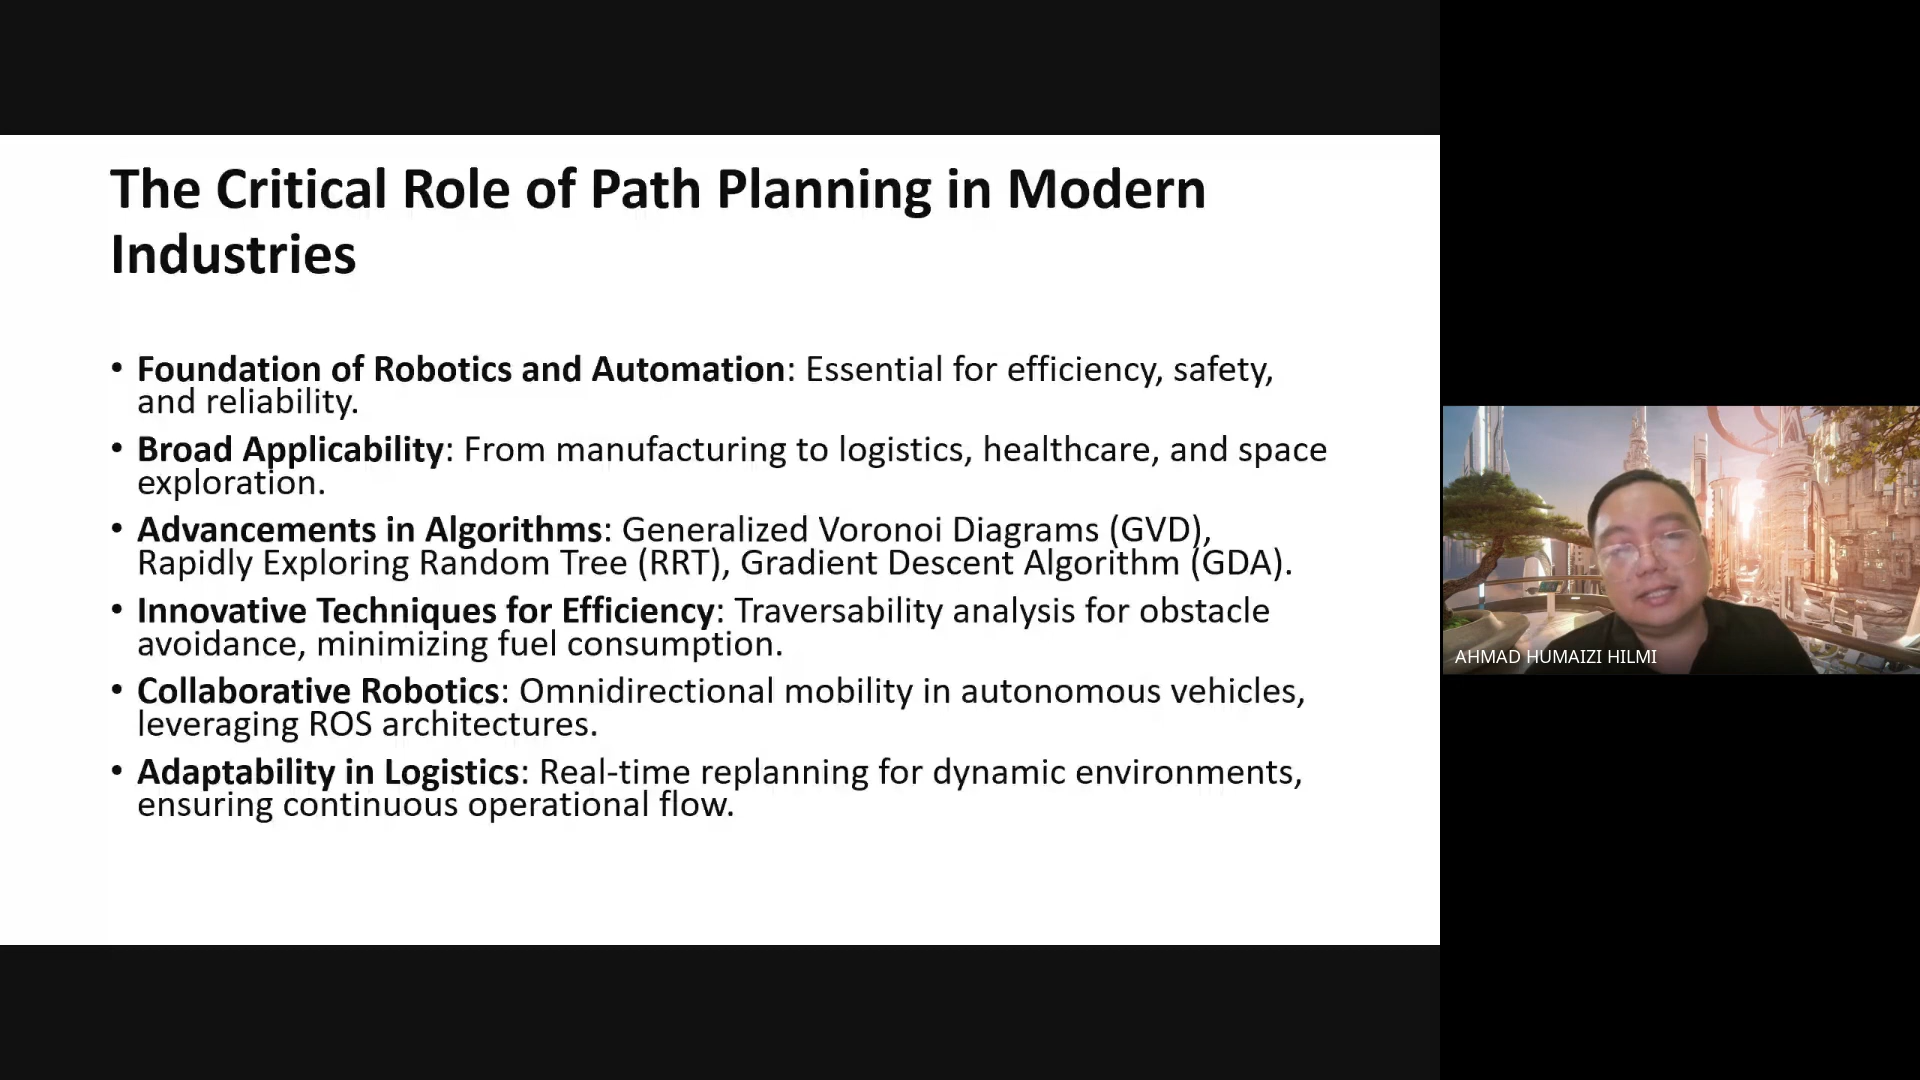 The Critical Role of Path Planning in Modern
Industries
• Foundation of Robotics and Automation: Essential for efficiency, safety,
and reliability.
• Broad Applicability: From manufacturing to logistics, healthcare, and space
exploration.
• Advancements in Algorithms: Generalized Voronoi Diagrams (GVD),
Rapidly Exploring Random Tree (RRT), Gradient Descent Algorithm (GDA).
• Innovative Techniques for Efficiency: Traversability analysis for obstacle
avoidance, minimizing fuel consumption.
• Collaborative Robotics: Omnidirectional mobility in autonomous vehicles,
leveraging ROS architectures.
• Adaptability in Logistics: Real-time replanning for dynamic environments,
ensuring continuous operational flow.
AHMAD HUMAIZI HILMI